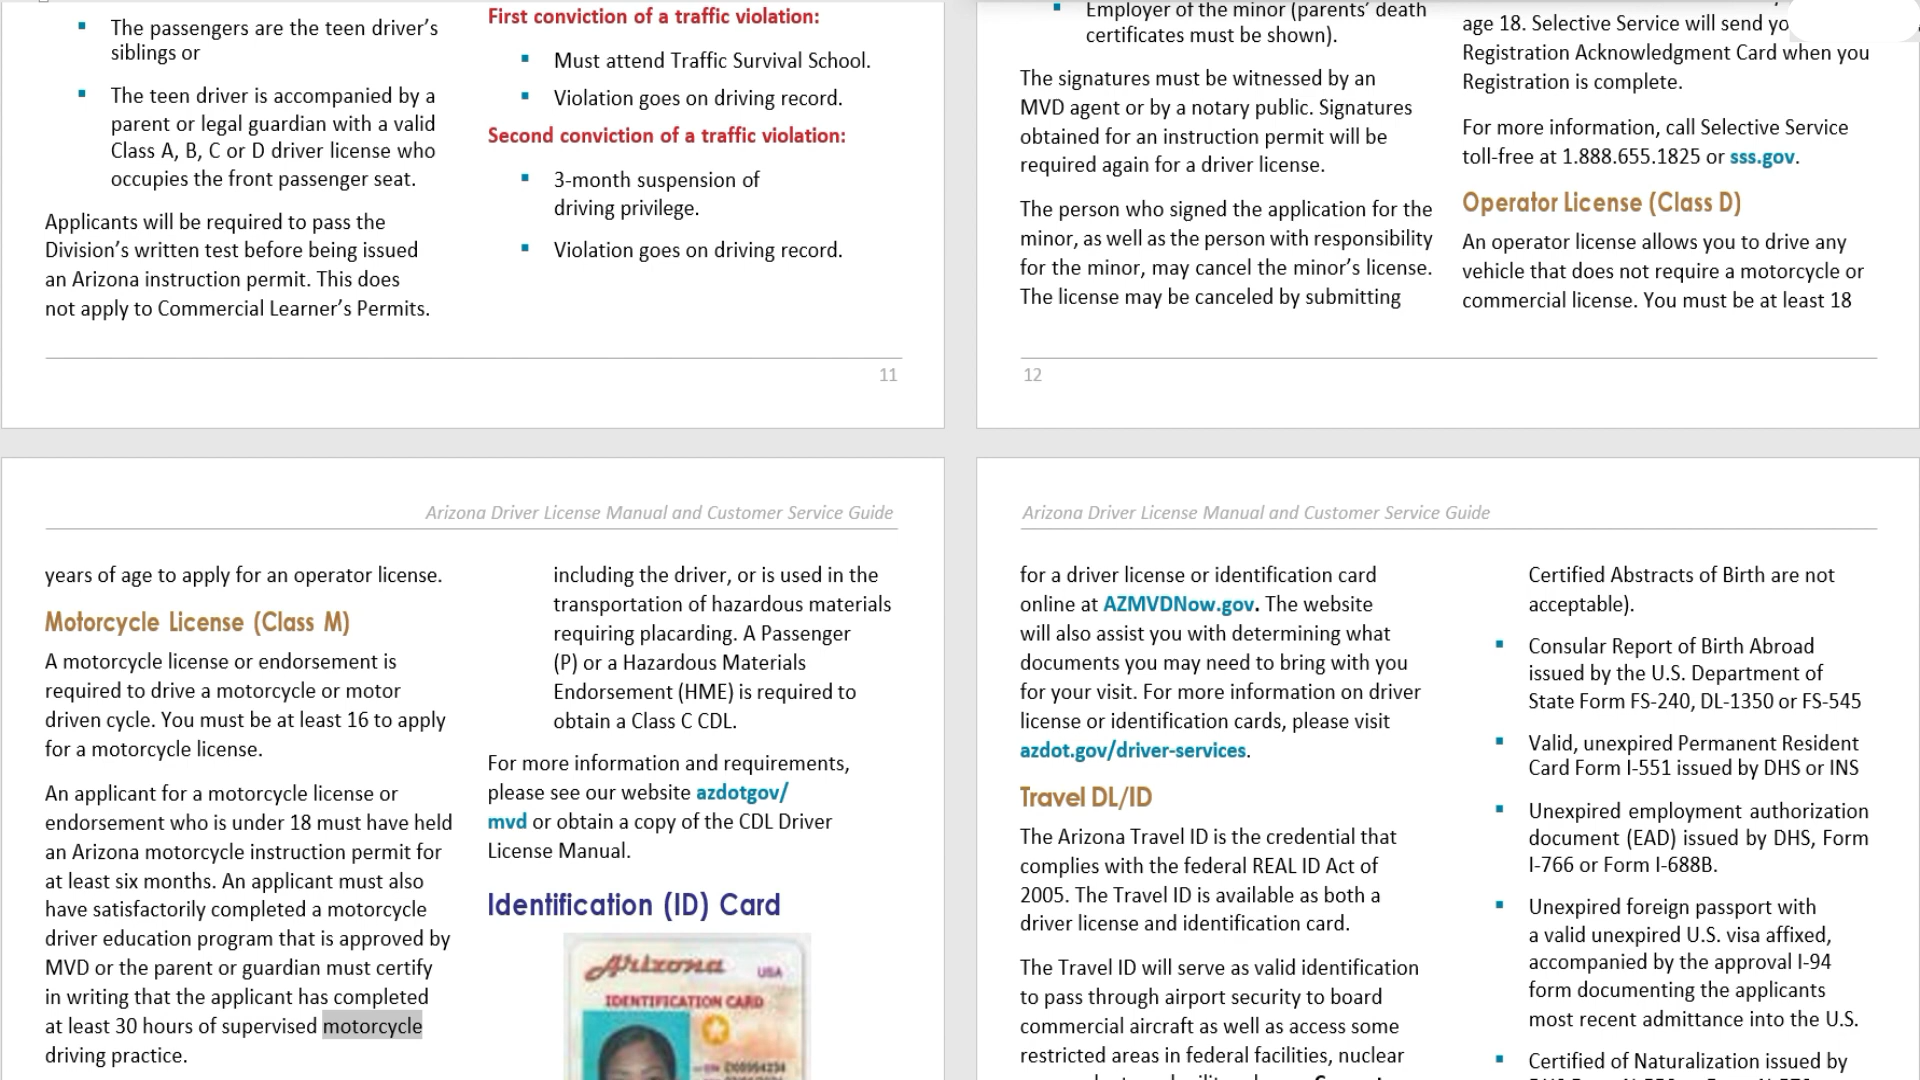 The passengers are the teen driver’s
siblings or
The teen driver is accompanied by a
parent or legal guardian with a valid
Class A, B, C or D driver license who
occupies the front passenger seat.
Applicants will be required to pass the
Division’s written test before being issued
an Arizona instruction permit. This does
not apply to Commercial Learner’s Permits.
First conviction of a traffic violation:
Must attend Traffic Survival School.
Violation goes on driving record.
Second conviction of a traffic violation:
3-month suspension of
driving privilege.
Violation goes on driving record.
11
Employer of the minor (parents’ death
certificates must be shown).
The signatures must be witnessed by an
MVD agent or by a notary public. Signatures
obtained for an instruction permit will be
required again for a driver license.
The person who signed the application for the
minor, as well as the person with responsibility
for the minor, may cancel the minor’s license.
The license may be canceled by submitting
age 18. Selective Service will send
Registration Acknowledgment Card when you
Registration is complete.
For more information, call Selective Service
toll-free at 1.888.655.1825 or sss.gov.
Operator License (Class D)
An operator license allows you to drive any
vehicle that does not require a motorcycle or
commercial license. You must be at least 18
12
Arizona Driver License Manual and Customer Service Guide
years of age to apply for an operator license.
Motorcycle License (Class M)
A motorcycle license or endorsement is
required to drive a motorcycle or motor
driven cycle. You must be at least 16 to apply
for a motorcycle license.
An applicant for a motorcycle license or
endorsement who is under 18 must have held
an Arizona motorcycle instruction permit for
at least six months. An applicant must also
have satisfactorily completed a motorcycle
driver education program that is approved by
MVD or the parent or guardian must certify
in writing that the applicant has completed
at least 30 hours of supervised motorcycle
driving practice.
including the driver, or is used in the
transportation of hazardous materials
requiring placarding. A Passenger
(P) or a Hazardous Materials
Endorsement (HME) is required to
obtain a Class C CDL.
For more information and requirements,
please see our website azdotgov/
mvd or obtain a copy of the CDL Driver
License Manual.
Identification (ID) Card
Arizona USA
IDENTIFICATION CARD
Arizona Driver License Manual and Customer Service Guide
for a driver license or identification card
online at AZMVDNow.gov. The website
will also assist you with determining what
documents you may need to bring with you
for your visit. For more information on driver
license or identification cards, please visit
azdot.gov/driver-services.
Travel DL/ID
The Arizona Travel ID is the credential that
complies with the federal REAL ID Act of
2005. The Travel ID is available as both a
driver license and identification card.
The Travel ID will serve as valid identification
to pass through airport security to board
commercial aircraft as well as access some
restricted areas in federal facilities, nuclear
Certified Abstracts of Birth are not
acceptable).
Consular Report of Birth Abroad
issued by the U.S. Department of
State Form FS-240, DL-1350 or FS-545
Valid, unexpired Permanent Resident
Card Form I-551 issued by DHS or INS
Unexpired employment authorization
document (EAD) issued by DHS, Form
I-766 or Form I-688B.
Unexpired foreign passport with
a valid unexpired U.S. visa affixed,
accompanied by the approval I-94
form documenting the applicants
most recent admittance into the U.S.
Certified of Naturalization issued by